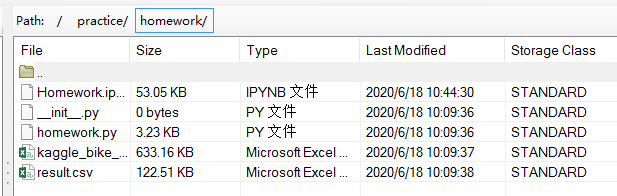 Path: / practice/ homework/
File Size Type Last Modified Storage Class
..
Homework.ip... 53.05 KB IPYNB 文件 2020/6/18 10:44:30 STANDARD
__init__.py 0 bytes PY 文件 2020/6/18 10:09:36 STANDARD
homework.py 3.23 KB PY 文件 2020/6/18 10:09:36 STANDARD
kaggle_bike_... 633.16 KB Microsoft Excel ... 2020/6/18 10:09:37 STANDARD
result.csv 122.51 KB Microsoft Excel ... 2020/6/18 10:09:38 STANDARD